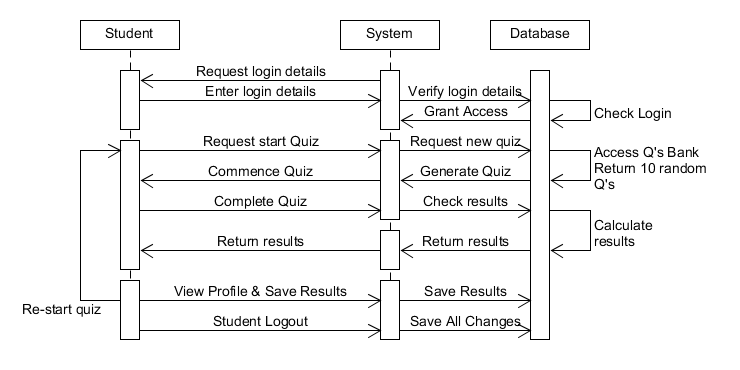 Student
System
Database
Request login details
Enter login details
Verify login details
Grant Access
Check Login
Request start Quiz
Request new quiz
Access Q's Bank
Return 10 random
Q's
Commence Quiz
Generate Quiz
Complete Quiz
Check results
Calculate
results
Return results
Return results
View Profile & Save Results
Save Results
Re-start quiz
Student Logout
Save All Changes